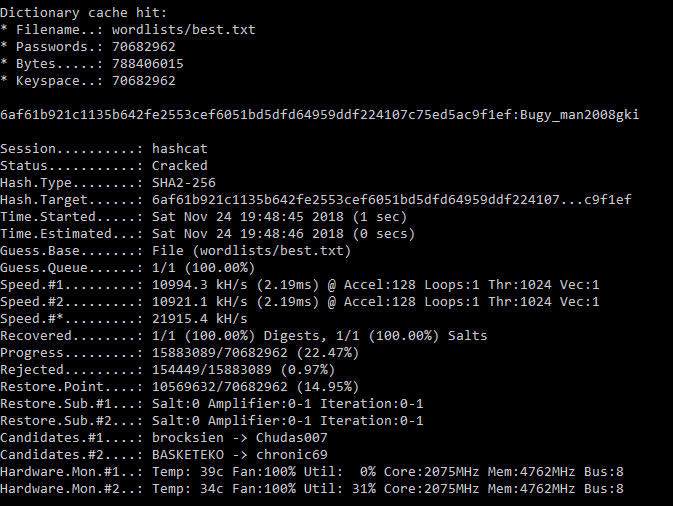 Dictionary cache hit:
* Filename..: wordlists/best.txt
* Passwords.: 70682962
* Bytes.....: 788406015
* Keyspace..: 70682962
6af61b921c1135b642fe2553cef6051bd5dfd64959ddf224107c75ed5ac9f1ef:Bugy_man2008gki
Session..........: hashcat
Status...........: Cracked
Hash.Type........: SHA2-256
Hash.Target......: 6af61b921c1135b642fe2553cef6051bd5dfd64959ddf224107...c9f1ef
Time.Started.....: Sat Nov 24 19:48:45 2018 (1 sec)
Time.Estimated...: Sat Nov 24 19:48:46 2018 (0 secs)
Guess.Base.......: File (wordlists/best.txt)
Guess.Queue......: 1/1 (100.00%)
Speed.#1.........: 10994.3 kH/s (2.19ms) @ Accel:128 Loops:1 Thr:1024 Vec:1
Speed.#2.........: 10921.1 kH/s (2.19ms) @ Accel:128 Loops:1 Thr:1024 Vec:1
Speed.#*.........: 21915.4 kH/s
Recovered........: 1/1 (100.00%) Digests, 1/1 (100.00%) Salts
Progress.........: 15883089/70682962 (22.47%)
Rejected.........: 154449/15883089 (0.97%)
Restore.Point....: 10569632/70682962 (14.95%)
Restore.Sub.#1...: Salt:0 Amplifier:0-1 Iteration:0-1
Restore.Sub.#2...: Salt:0 Amplifier:0-1 Iteration:0-1
Candidates.#1....: brocksien -> Chudas007
Candidates.#2....: BASKETEKO -> chronic69
Hardware.Mon.#1..: Temp: 39c Fan:100% Util:  0% Core:2075MHz Mem:4762MHz Bus:8
Hardware.Mon.#2..: Temp: 34c Fan:100% Util: 31% Core:2075MHz Mem:4762MHz Bus:8